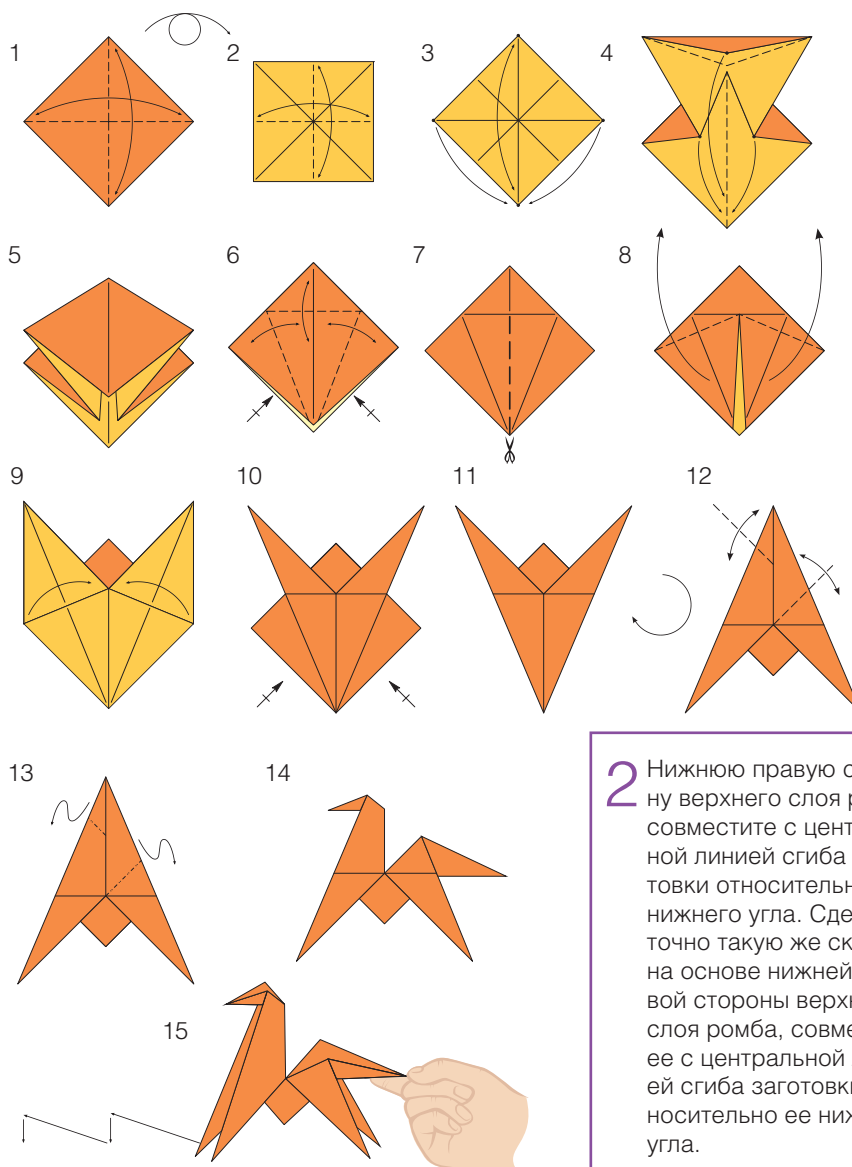 1 2 3 4
5 6 7 8
9 10 11 12
13 14
15
2 Нижнюю правую с
ну верхнего слоя р
совместите с цент
ной линией сгиба
товки относительн
нижнего угла. Сде
точно такую же ск
на основе нижней
вой стороны верхн
слоя ромба, совме
ее с центральной
ей сгиба заготовк
носительно ее ниж
угла.